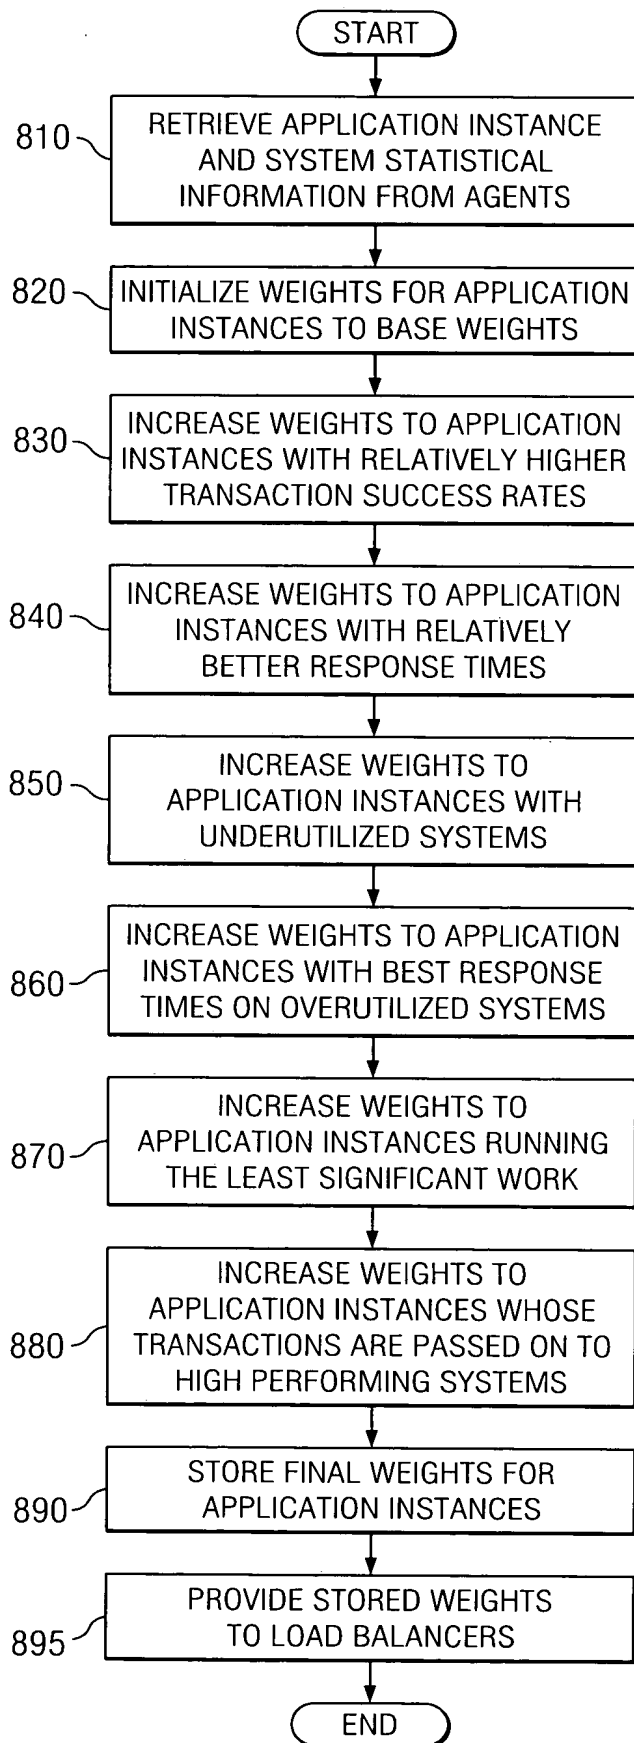 START
810
RETRIEVE APPLICATION INSTANCE
AND SYSTEM STATISTICAL
INFORMATION FROM AGENTS
820
INITIALIZE WEIGHTS FOR APPLICATION
INSTANCES TO BASE WEIGHTS
830
INCREASE WEIGHTS TO APPLICATION
INSTANCES WITH RELATIVELY HIGHER
TRANSACTION SUCCESS RATES
840
INCREASE WEIGHTS TO APPLICATION
INSTANCES WITH RELATIVELY
BETTER RESPONSE TIMES
850
INCREASE WEIGHTS TO
APPLICATION INSTANCES WITH
UNDERUTILIZED SYSTEMS
860
INCREASE WEIGHTS TO APPLICATION
INSTANCES WITH BEST RESPONSE
TIMES ON OVERUTILIZED SYSTEMS
870
INCREASE WEIGHTS TO
APPLICATION INSTANCES RUNNING
THE LEAST SIGNIFICANT WORK
880
INCREASE WEIGHTS TO
APPLICATION INSTANCES WHOSE
TRANSACTIONS ARE PASSED ON TO
HIGH PERFORMING SYSTEMS
890
STORE FINAL WEIGHTS FOR
APPLICATION INSTANCES
895
PROVIDE STORED WEIGHTS
TO LOAD BALANCERS
END